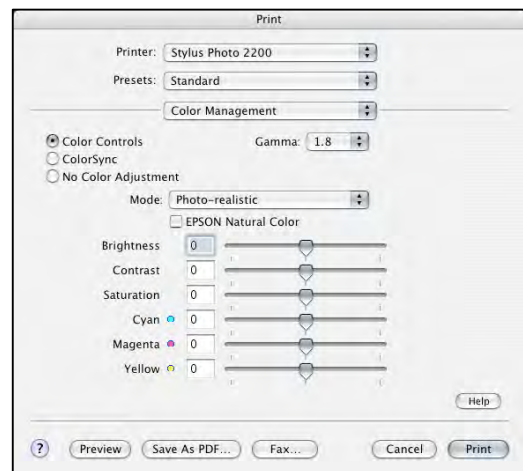 Print
Printer: Stylus Photo 2200
Presets: Standard
Color Management
Color Controls Gamma: 1.8
ColorSync
No Color Adjustment
Mode: Photo-realistic
EPSON Natural Color
Brightness 0
Contrast 0
Saturation 0
Cyan 0
Magenta 0
Yellow 0
Help
? Preview Save As PDF... Fax... Cancel Print